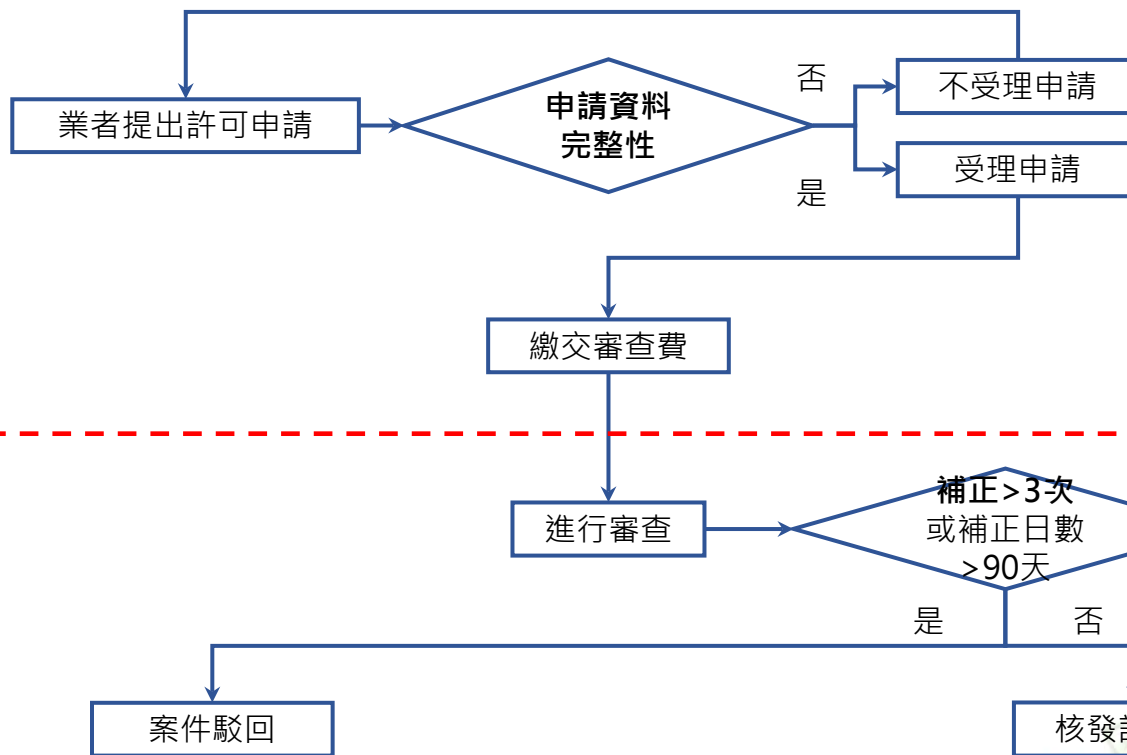 業者提出許可申請
申請資料
完整性
否
不受理申請
是
受理申請
繳交審查費
進行審查
補正>3次
或補正日數
>90天
是
否
案件駁回
核發